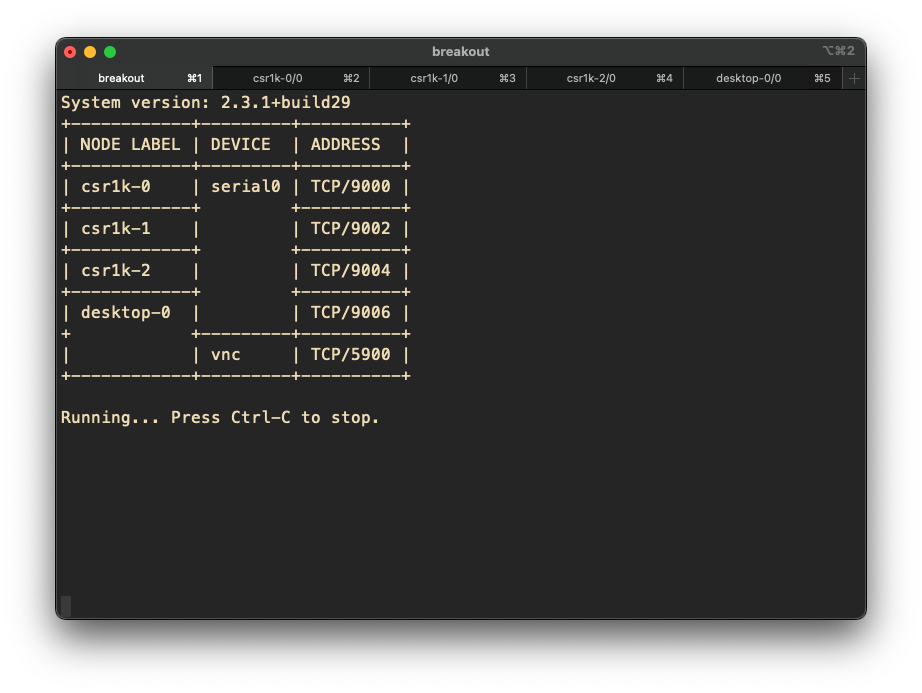 breakout ⌥⌘2
breakout ⌘1 csr1k-0/0 ⌘2 csr1k-1/0 ⌘3 csr1k-2/0 ⌘4 desktop-0/0 ⌘5 +
System version: 2.3.1+build29
+------------+---------+----------+
| NODE LABEL | DEVICE  | ADDRESS  |
+------------+---------+----------+
| csr1k-0    | serial0 | TCP/9000 |
+------------+         +----------+
| csr1k-1    |         | TCP/9002 |
+------------+         +----------+
| csr1k-2    |         | TCP/9004 |
+------------+         +----------+
| desktop-0  |         | TCP/9006 |
+            +---------+----------+
|            | vnc     | TCP/5900 |
+------------+---------+----------+
Running... Press Ctrl-C to stop.